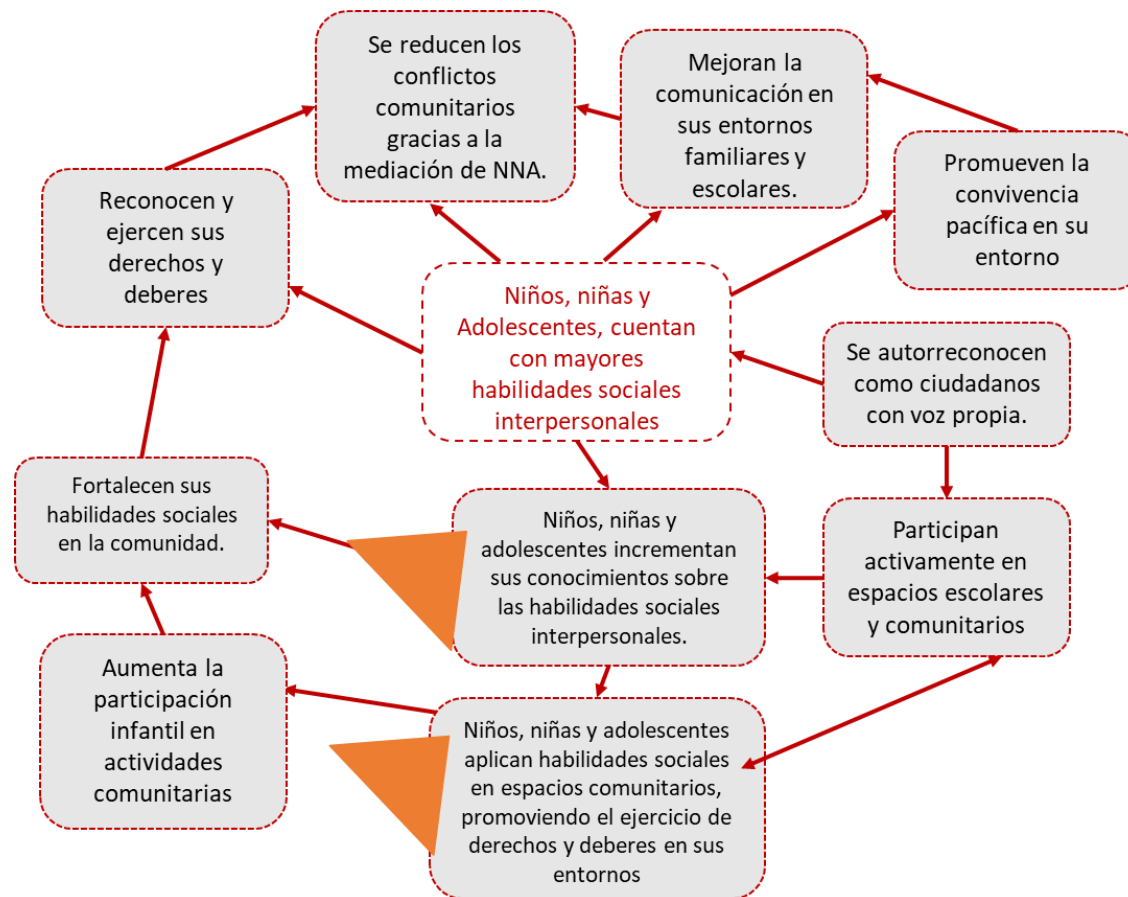 Se reducen los
conflictos
comunitarios
gracias a la
mediación de NNA.
Mejoran la
comunicación en
sus entornos
familiares y
escolares.
Promueven la
convivencia
pacífica en su
entorno
Reconocen y
ejercen sus
derechos y
deberes
Niños, niñas y
Adolescentes, cuentan
con mayores
habilidades sociales
interpersonales
Se autorreconocen
como ciudadanos
con voz propia.
Fortalecen sus
habilidades sociales
en la comunidad.
Niños, niñas y
adolescentes incrementan
sus conocimientos sobre
las habilidades sociales
interpersonales.
Participan
activamente en
espacios escolares
y comunitarios
Aumenta la
participación
infantil en
actividades
comunitarias
Niños, niñas y adolescentes
aplican habilidades sociales
en espacios comunitarios,
promoviendo el ejercicio de
derechos y deberes en sus
entornos